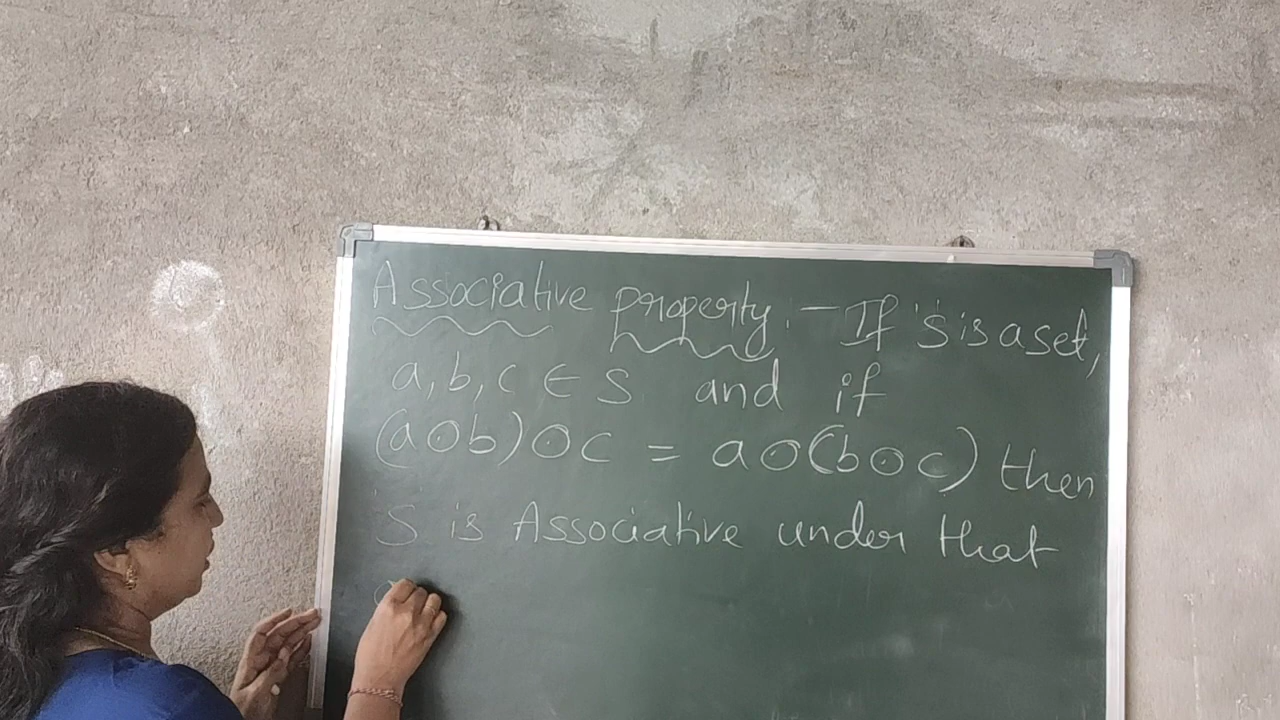 Associative property :- If 'S' is a set,
a, b, c ∈ S and if
(a o b) o c = a o (b o c) then
'S' is Associative under that